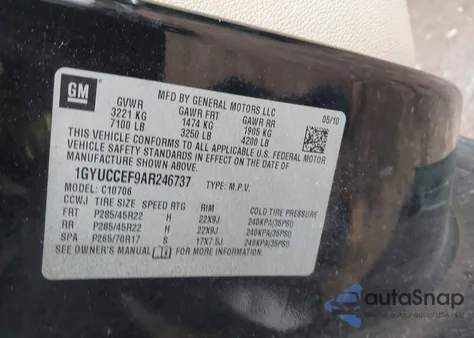 GM
MFD BY GENERAL MOTORS LLC
GVWR GAWR FRT GAWR RR 05/10
3221 KG 1474 KG 1905 KG
7100 LB 3250 LB 4200 LB
THIS VEHICLE CONFORMS TO ALL APPLICABLE U.S. FEDERAL MOTOR
VEHICLE SAFETY, BUMPER, AND THEFT PREVENTION STANDARDS
IN EFFECT ON THE DATE OF MANUFACTURE SHOWN ABOVE.
1GYUCCEF9AR246737 TYPE: M.P.V.
MODEL: C10706
CCWJ TIRE SIZE SPEED RTG RIM COLD TIRE PRESSURE
FRT P285/45R22 H 22X9J 240KPA(35PSI)
RR P285/45R22 H 22X9J 240KPA(35PSI)
SPA P265/70R17 S 17X7.5J 240KPA(35PSI)
SEE OWNER'S MANUAL FOR MORE INFORMATION.
autoSnap